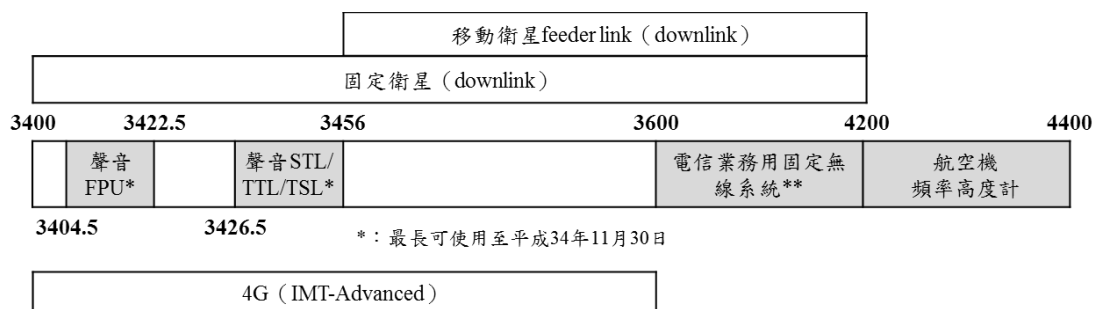 移動衛星feeder link（downlink）
固定衛星（downlink）
3400 3422.5 3456 3600 4200 4400
聲音 FPU*
聲音STL/ TTL/TSL*
電信業務用固定無 線系統**
航空機 頻率高度計
3404.5 3426.5
*：最長可使用至平成34年11月30日
4G（IMT-Advanced）